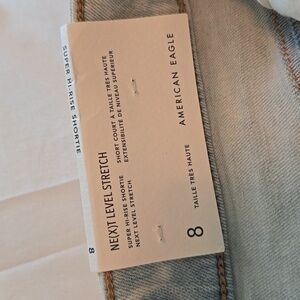 SUPER HI-RISE SHORTIE
8
NE(X)T LEVEL STRETCH
SUPER HI-RISE SHORTIE
NEXT LEVEL STRETCH
SHORT COURT À TAILLE TRÈS HAUTE
EXTENSIBILITÉ DE NIVEAU SUPÉRIEUR
8
TAILLE TRÈS HAUTE
AMERICAN EAGLE